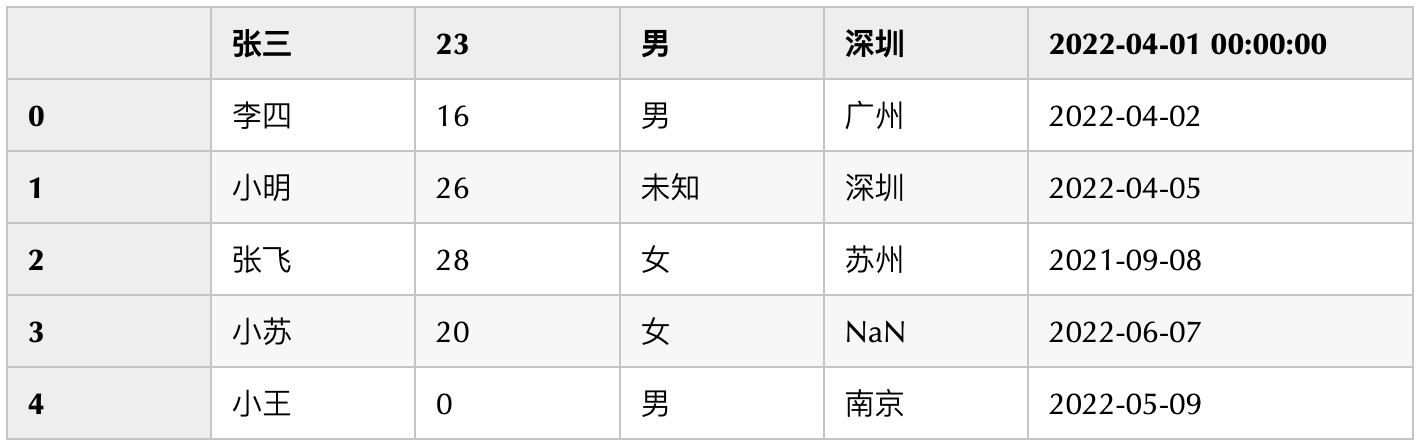 张三 23 男 深圳 2022-04-01 00:00:00
0 李四 16 男 广州 2022-04-02
1 小明 26 未知 深圳 2022-04-05
2 张飞 28 女 苏州 2021-09-08
3 小苏 20 女 NaN 2022-06-07
4 小王 0 男 南京 2022-05-09